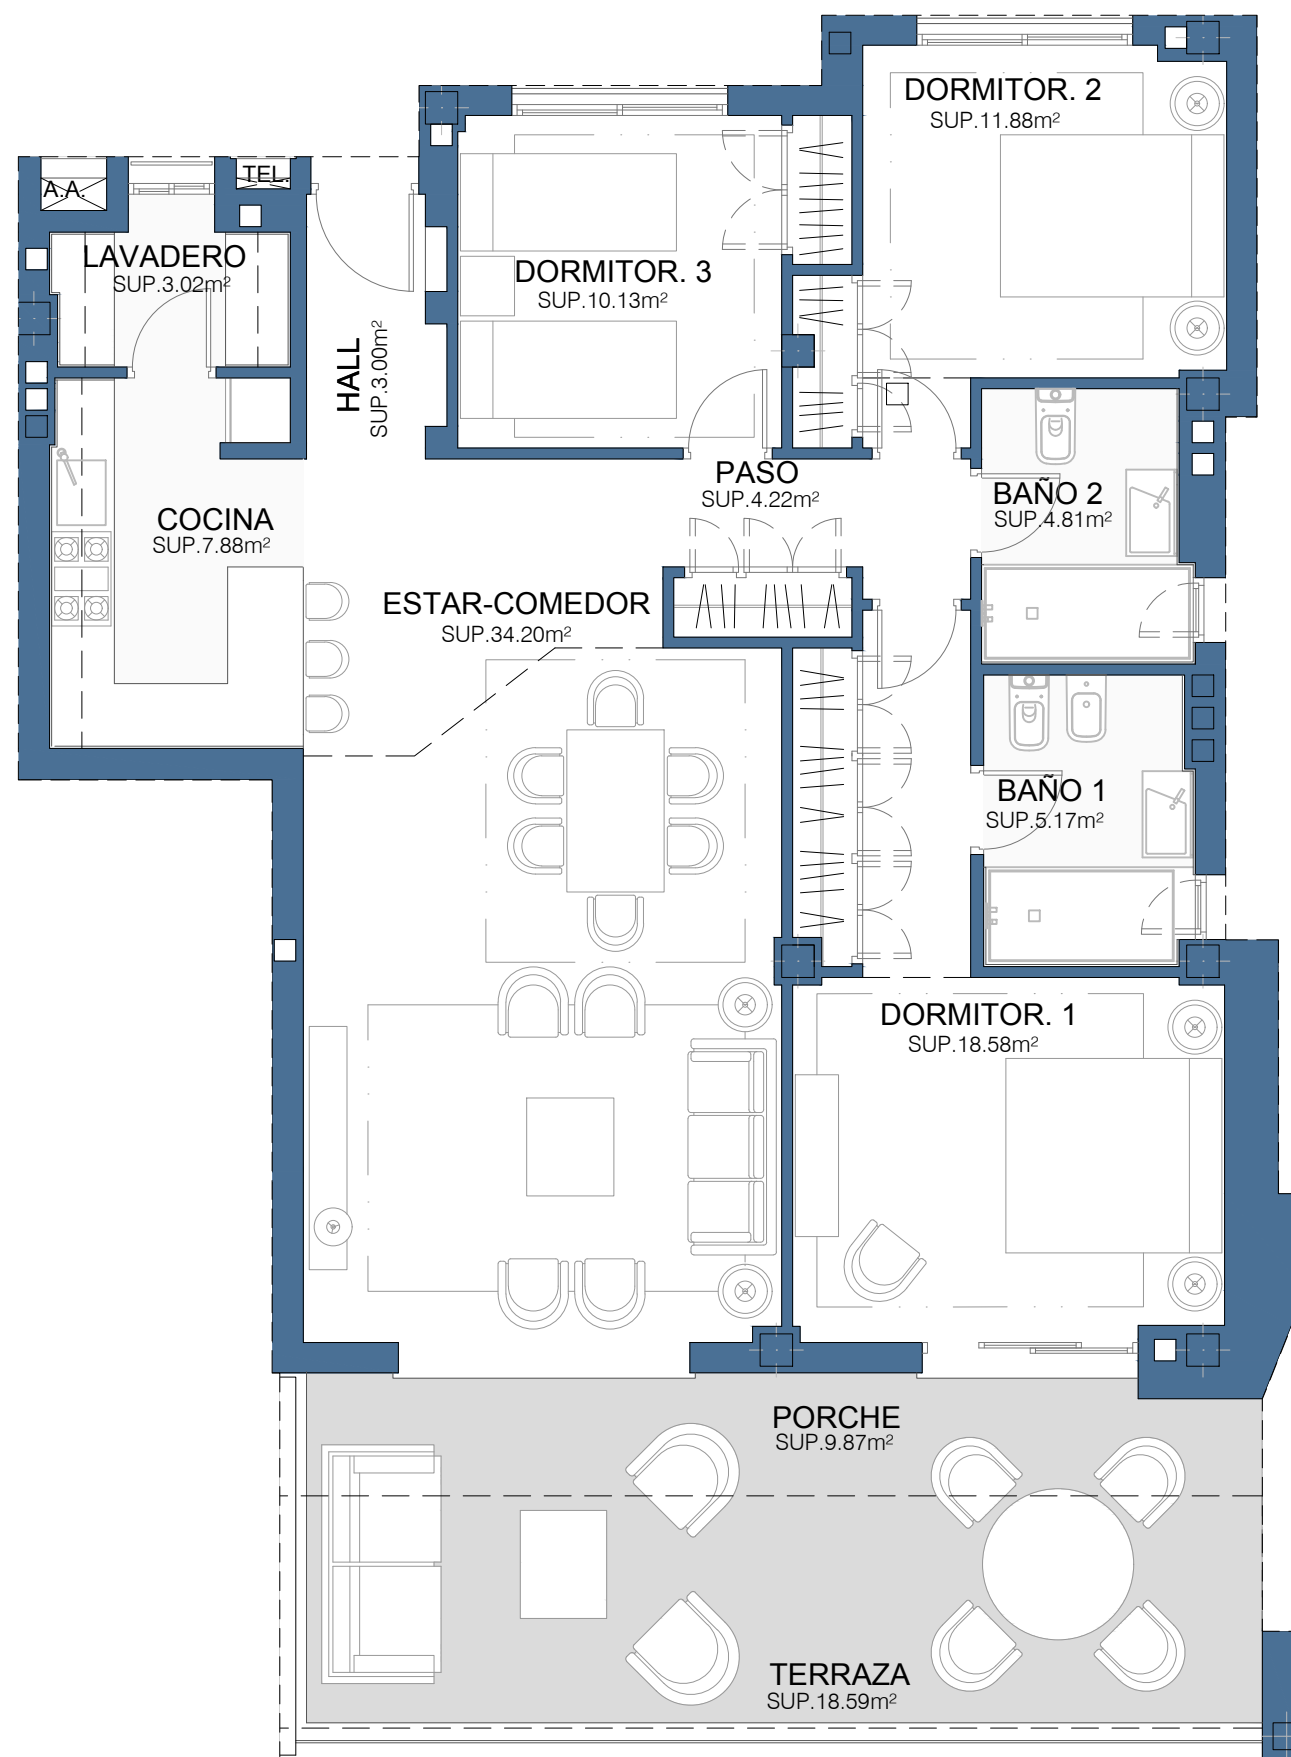 DORMITOR. 2
SUP.11.88m²
A.A.
TEL.
LAVADERO
SUP.3.02m²
DORMITOR. 3
SUP.10.13m²
HALL
SUP.3.00m²
PASO
SUP.4.22m²
BAÑO 2
SUP.4.81m²
COCINA
SUP.7.88m²
ESTAR-COMEDOR
SUP.34.20m²
BAÑO 1
SUP.5.17m²
DORMITOR. 1
SUP.18.58m²
PORCHE
SUP.9.87m²
TERRAZA
SUP.18.59m²